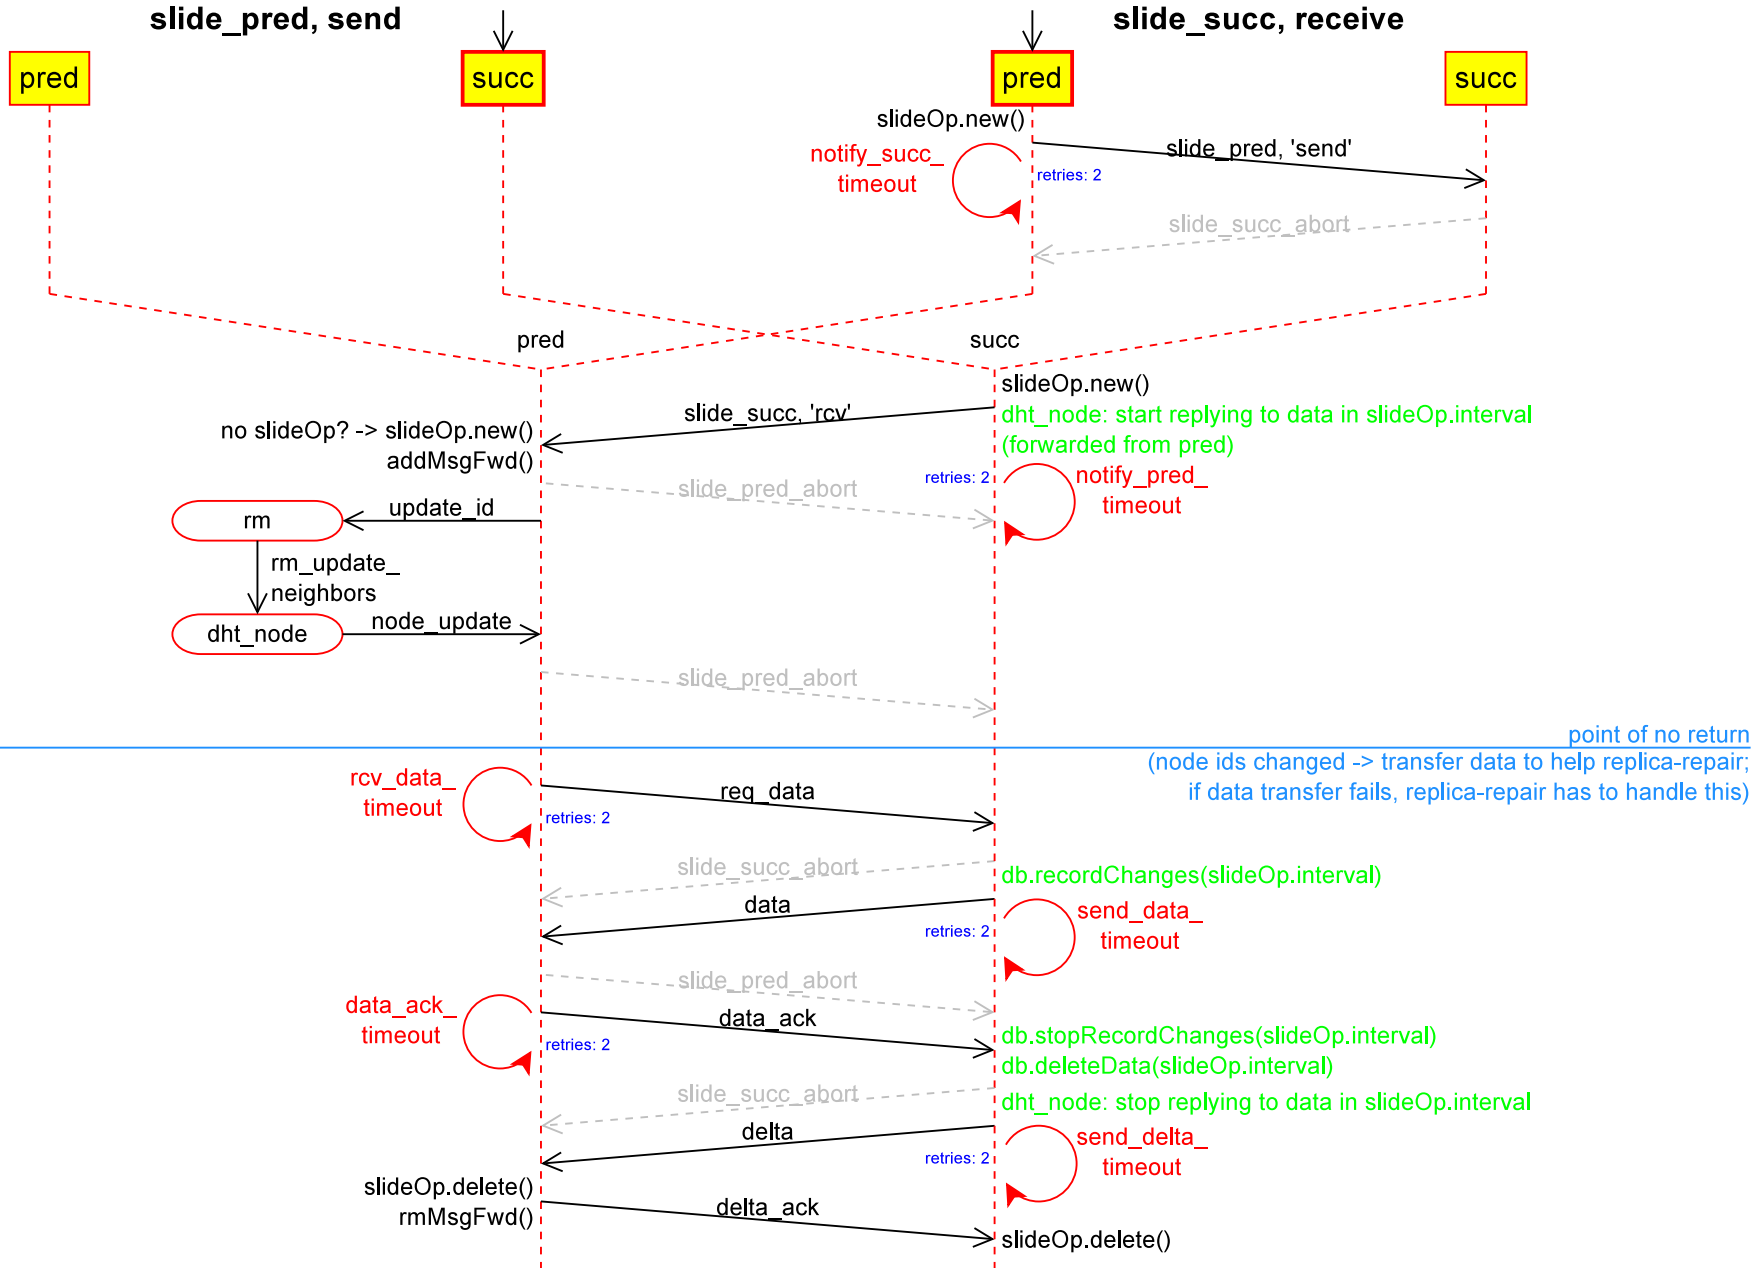 slide_pred, send
slide_succ, receive
pred
succ
pred
succ
slideOp.new()
notify_succ_
timeout
retries: 2
slide_pred, 'send'
slide_succ_abort
pred
succ
slideOp.new()
slide_succ, 'rcv'
dht_node: start replying to data in slideOp.interval
(forwarded from pred)
no slideOp? -> slideOp.new()
addMsgFwd()
slide_pred_abort
retries: 2
notify_pred_
timeout
update_id
rm
rm_update_
neighbors
dht_node
node_update
slide_pred_abort
point of no return
(node ids changed -> transfer data to help replica-repair;
if data transfer fails, replica-repair has to handle this)
rcv_data_
timeout
retries: 2
req_data
slide_succ_abort
db.recordChanges(slideOp.interval)
data
retries: 2
send_data_
timeout
slide_pred_abort
data_ack_
timeout
retries: 2
data_ack
db.stopRecordChanges(slideOp.interval)
db.deleteData(slideOp.interval)
slide_succ_abort
dht_node: stop replying to data in slideOp.interval
delta
retries: 2
send_delta_
timeout
slideOp.delete()
rmMsgFwd()
delta_ack
slideOp.delete()